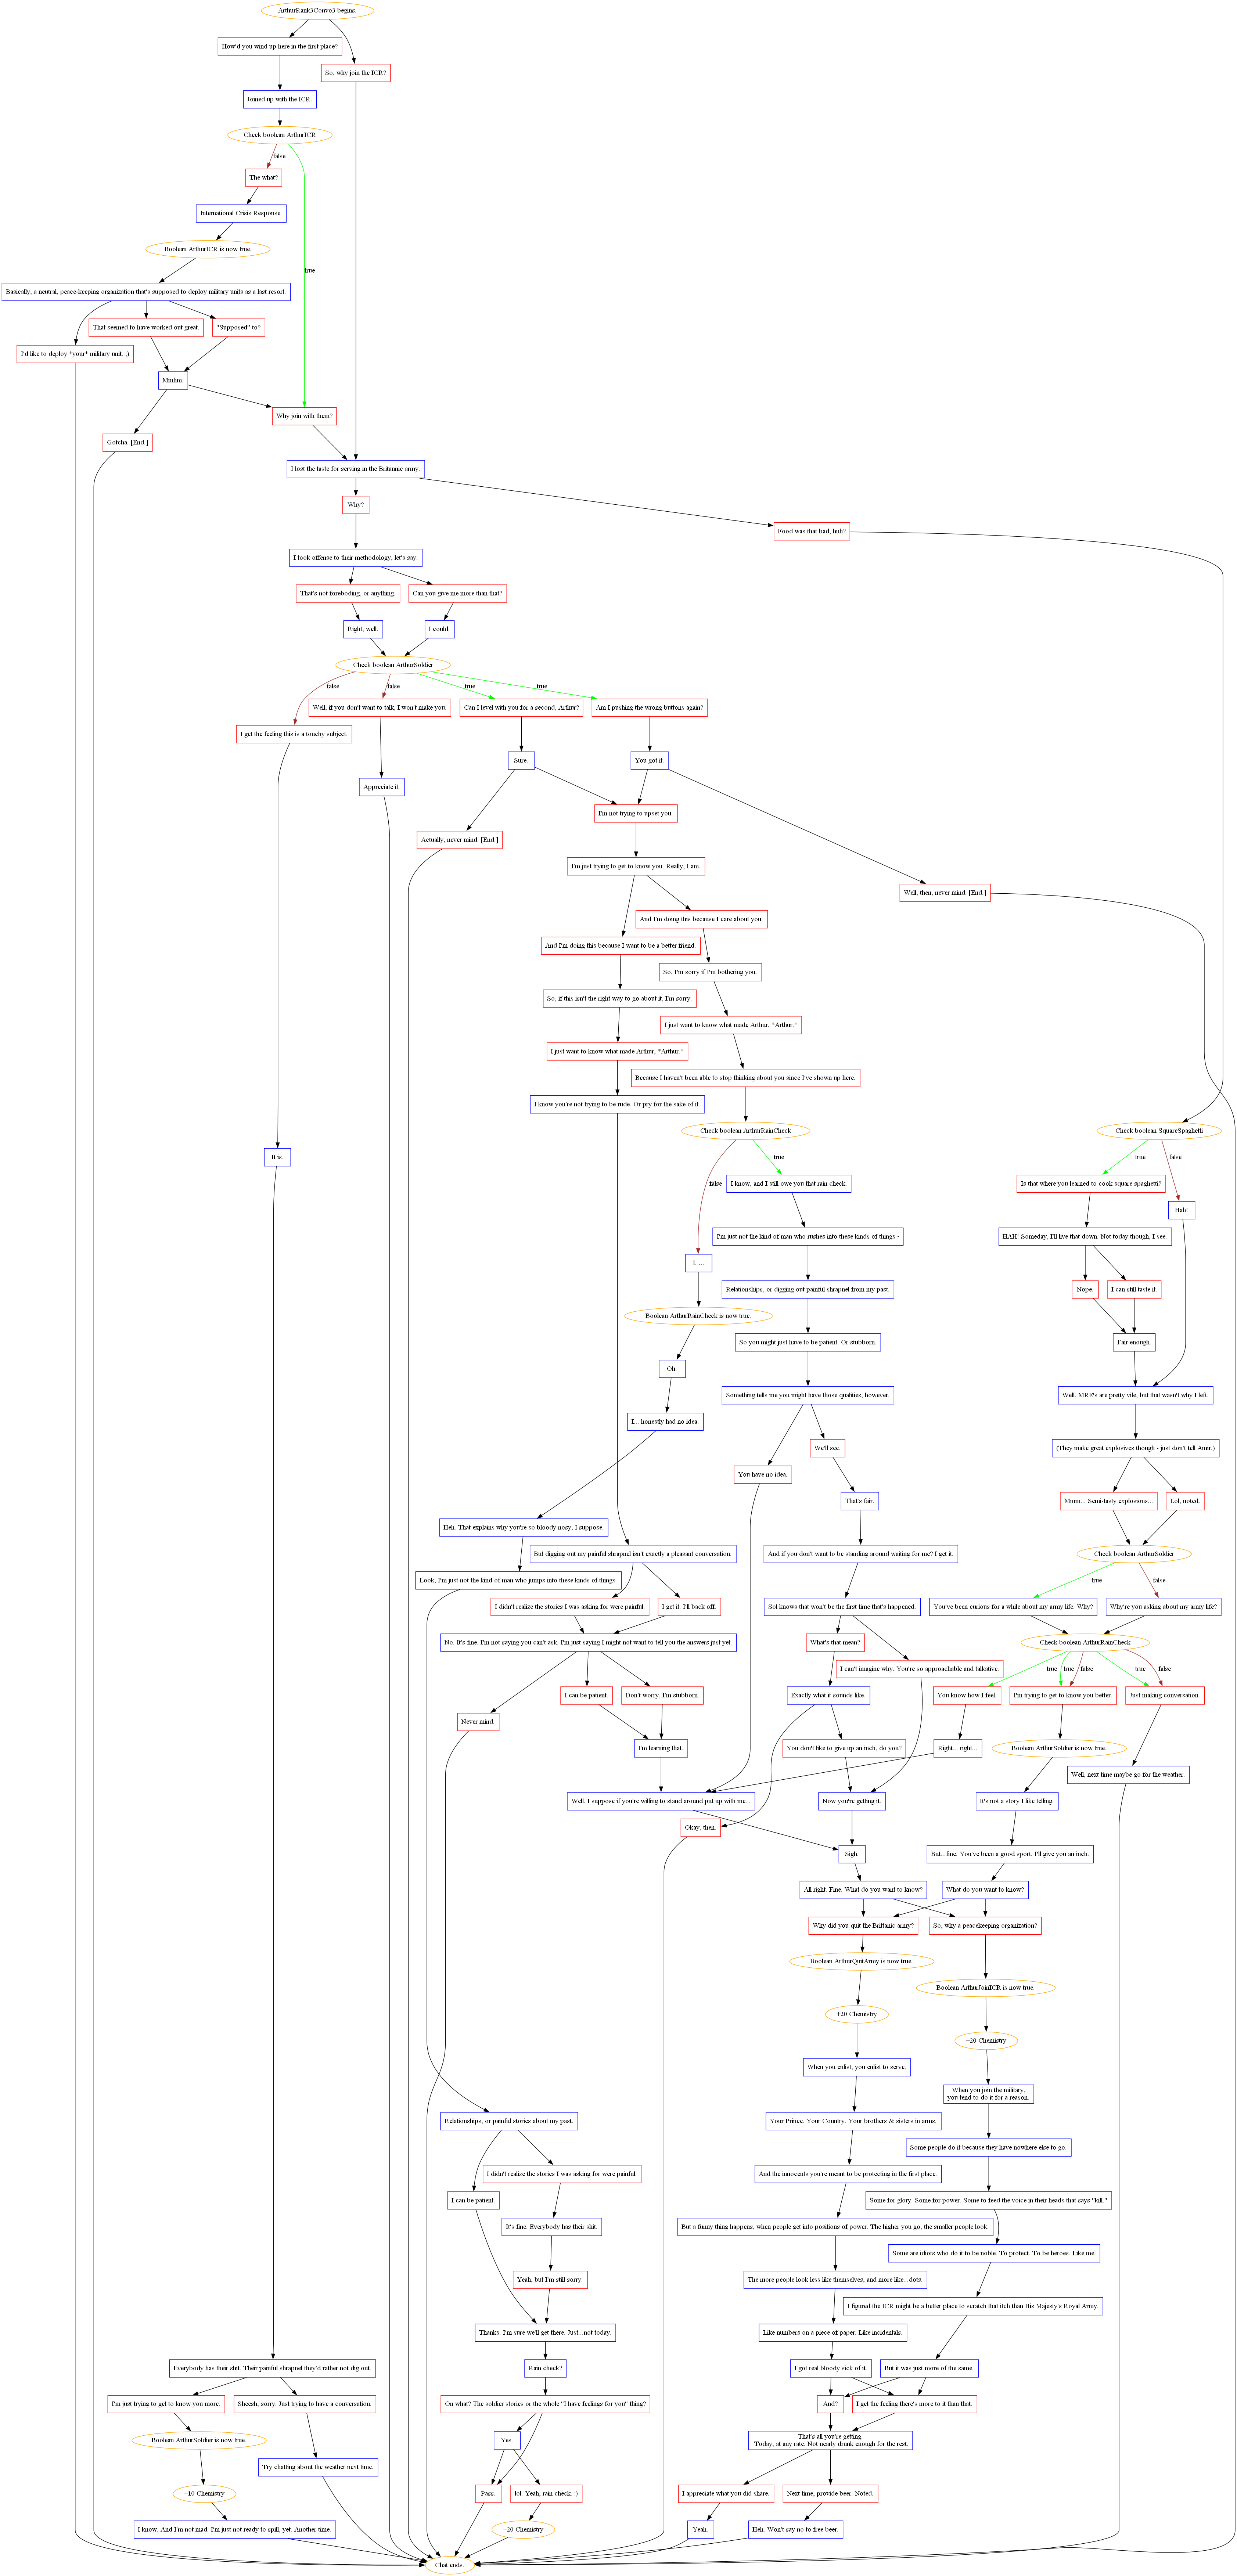 ArthurRank3Convo3 begins.
How'd you wind up here in the first place?
So, why join the ICR?
Joined up with the ICR.
Check boolean ArthurICR
false
The what?
International Crisis Response.
Boolean ArthurICR is now true.
true
Basically, a neutral, peace-keeping organization that's supposed to deploy military units as a last resort.
That seemed to have worked out great.
"Supposed" to?
I'd like to deploy *your* military unit. ;)
Mmhm.
Why join with them?
Gotcha. [End.]
I lost the taste for serving in the Britannic army.
Why?
Food was that bad, huh?
I took offense to their methodology, let's say.
That's not foreboding, or anything.
Can you give me more than that?
Right, well.
I could.
Check boolean ArthurSoldier
false
false
true
true
Well, if you don't want to talk, I won't make you.
Can I level with you for a second, Arthur?
Am I pushing the wrong buttons again?
I get the feeling this is a touchy subject.
Sure.
You got it.
Appreciate it.
I'm not trying to upset you.
Actually, never mind. [End.]
I'm just trying to get to know you. Really, I am.
Well, then, never mind. [End.]
And I'm doing this because I care about you.
And I'm doing this because I want to be a better friend.
So, I'm sorry if I'm bothering you.
So, if this isn't the right way to go about it, I'm sorry.
I just want to know what made Arthur, *Arthur.*
I just want to know what made Arthur, *Arthur.*
Because I haven't been able to stop thinking about you since I've shown up here.
I know you're not trying to be rude. Or pry for the sake of it.
Check boolean ArthurRainCheck
Check boolean SquareSpaghetti
It is.
false
true
true
false
I know, and I still owe you that rain check.
Is that where you learned to cook square spaghetti?
Hah!
I'm just not the kind of man who rushes into these kinds of things -
HAH! Someday, I'll live that down. Not today though, I see.
I. ...
Relationships, or digging out painful shrapnel from my past.
Nope.
I can still taste it.
Boolean ArthurRainCheck is now true.
So you might just have to be patient. Or stubborn.
Fair enough.
Oh.
Something tells me you might have those qualities, however.
Well, MRE's are pretty vile, but that wasn't why I left.
I... honestly had no idea.
We'll see.
(They make great explosives though - just don't tell Amir.)
You have no idea.
That's fair.
Mmm... Semi-tasty explosions...
Lol, noted.
Heh. That explains why you're so bloody nosy, I suppose.
But digging out my painful shrapnel isn't exactly a pleasant conversation.
And if you don't want to be standing around waiting for me? I get it.
Check boolean ArthurSoldier
true
false
Look, I'm just not the kind of man who jumps into these kinds of things.
I didn't realize the stories I was asking for were painful.
I get it. I'll back off.
Sol knows that won't be the first time that's happened.
You've been curious for a while about my army life. Why?
Why're you asking about my army life?
No. It's fine. I'm not saying you can't ask. I'm just saying I might not want to tell you the answers just yet.
What's that mean?
Check boolean ArthurRainCheck
I can't imagine why. You're so approachable and talkative.
true
true
false
true
false
I can be patient.
Don't worry, I'm stubborn.
Exactly what it sounds like.
You know how I feel.
I'm trying to get to know you better.
Just making conversation.
Never mind.
I'm learning that.
You don't like to give up an inch, do you?
Right... right...
Boolean ArthurSoldier is now true.
Well, next time maybe go for the weather.
Well. I suppose if you're willing to stand around put up with me...
Now you're getting it.
It's not a story I like telling.
Okay, then.
Sigh.
But...fine. You've been a good sport. I'll give you an inch.
All right. Fine. What do you want to know?
What do you want to know?
Why did you quit the Brittanic army?
So, why a peacekeeping organization?
Boolean ArthurQuitArmy is now true.
Boolean ArthurJoinICR is now true.
+20 Chemistry
+20 Chemistry
When you enlist, you enlist to serve.
When you join the military,
you tend to do it for a reason.
Relationships, or painful stories about my past.
Your Prince. Your Country. Your brothers & sisters in arms.
Some people do it because they have nowhere else to go.
I didn't realize the stories I was asking for were painful.
And the innocents you're meant to be protecting in the first place.
I can be patient.
Some for glory. Some for power. Some to feed the voice in their heads that says "kill."
It's fine. Everybody has their shit.
But a funny thing happens, when people get into positions of power. The higher you go, the smaller people look.
Some are idiots who do it to be noble. To protect. To be heroes. Like me.
Yeah, but I'm still sorry.
The more people look less like themselves, and more like...dots.
I figured the ICR might be a better place to scratch that itch than His Majesty's Royal Army.
Thanks. I'm sure we'll get there. Just...not today.
Like numbers on a piece of paper. Like incidentals.
Everybody has their shit. Their painful shrapnel they'd rather not dig out.
Rain check?
I got real bloody sick of it.
But it was just more of the same.
I'm just trying to get to know you more.
Sheesh, sorry. Just trying to have a conversation.
On what? The soldier stories or the whole "I have feelings for you" thing?
And?
I get the feeling there's more to it than that.
Boolean ArthurSoldier is now true.
Yes.
That's all you're getting.
Today, at any rate. Not nearly drunk enough for the rest.
Try chatting about the weather next time.
+10 Chemistry
Pass.
lol. Yeah, rain check. :)
I appreciate what you did share.
Next time, provide beer. Noted.
I know. And I'm not mad. I'm just not ready to spill, yet. Another time.
+20 Chemistry
Yeah.
Heh. Won't say no to free beer.
Chat ends.